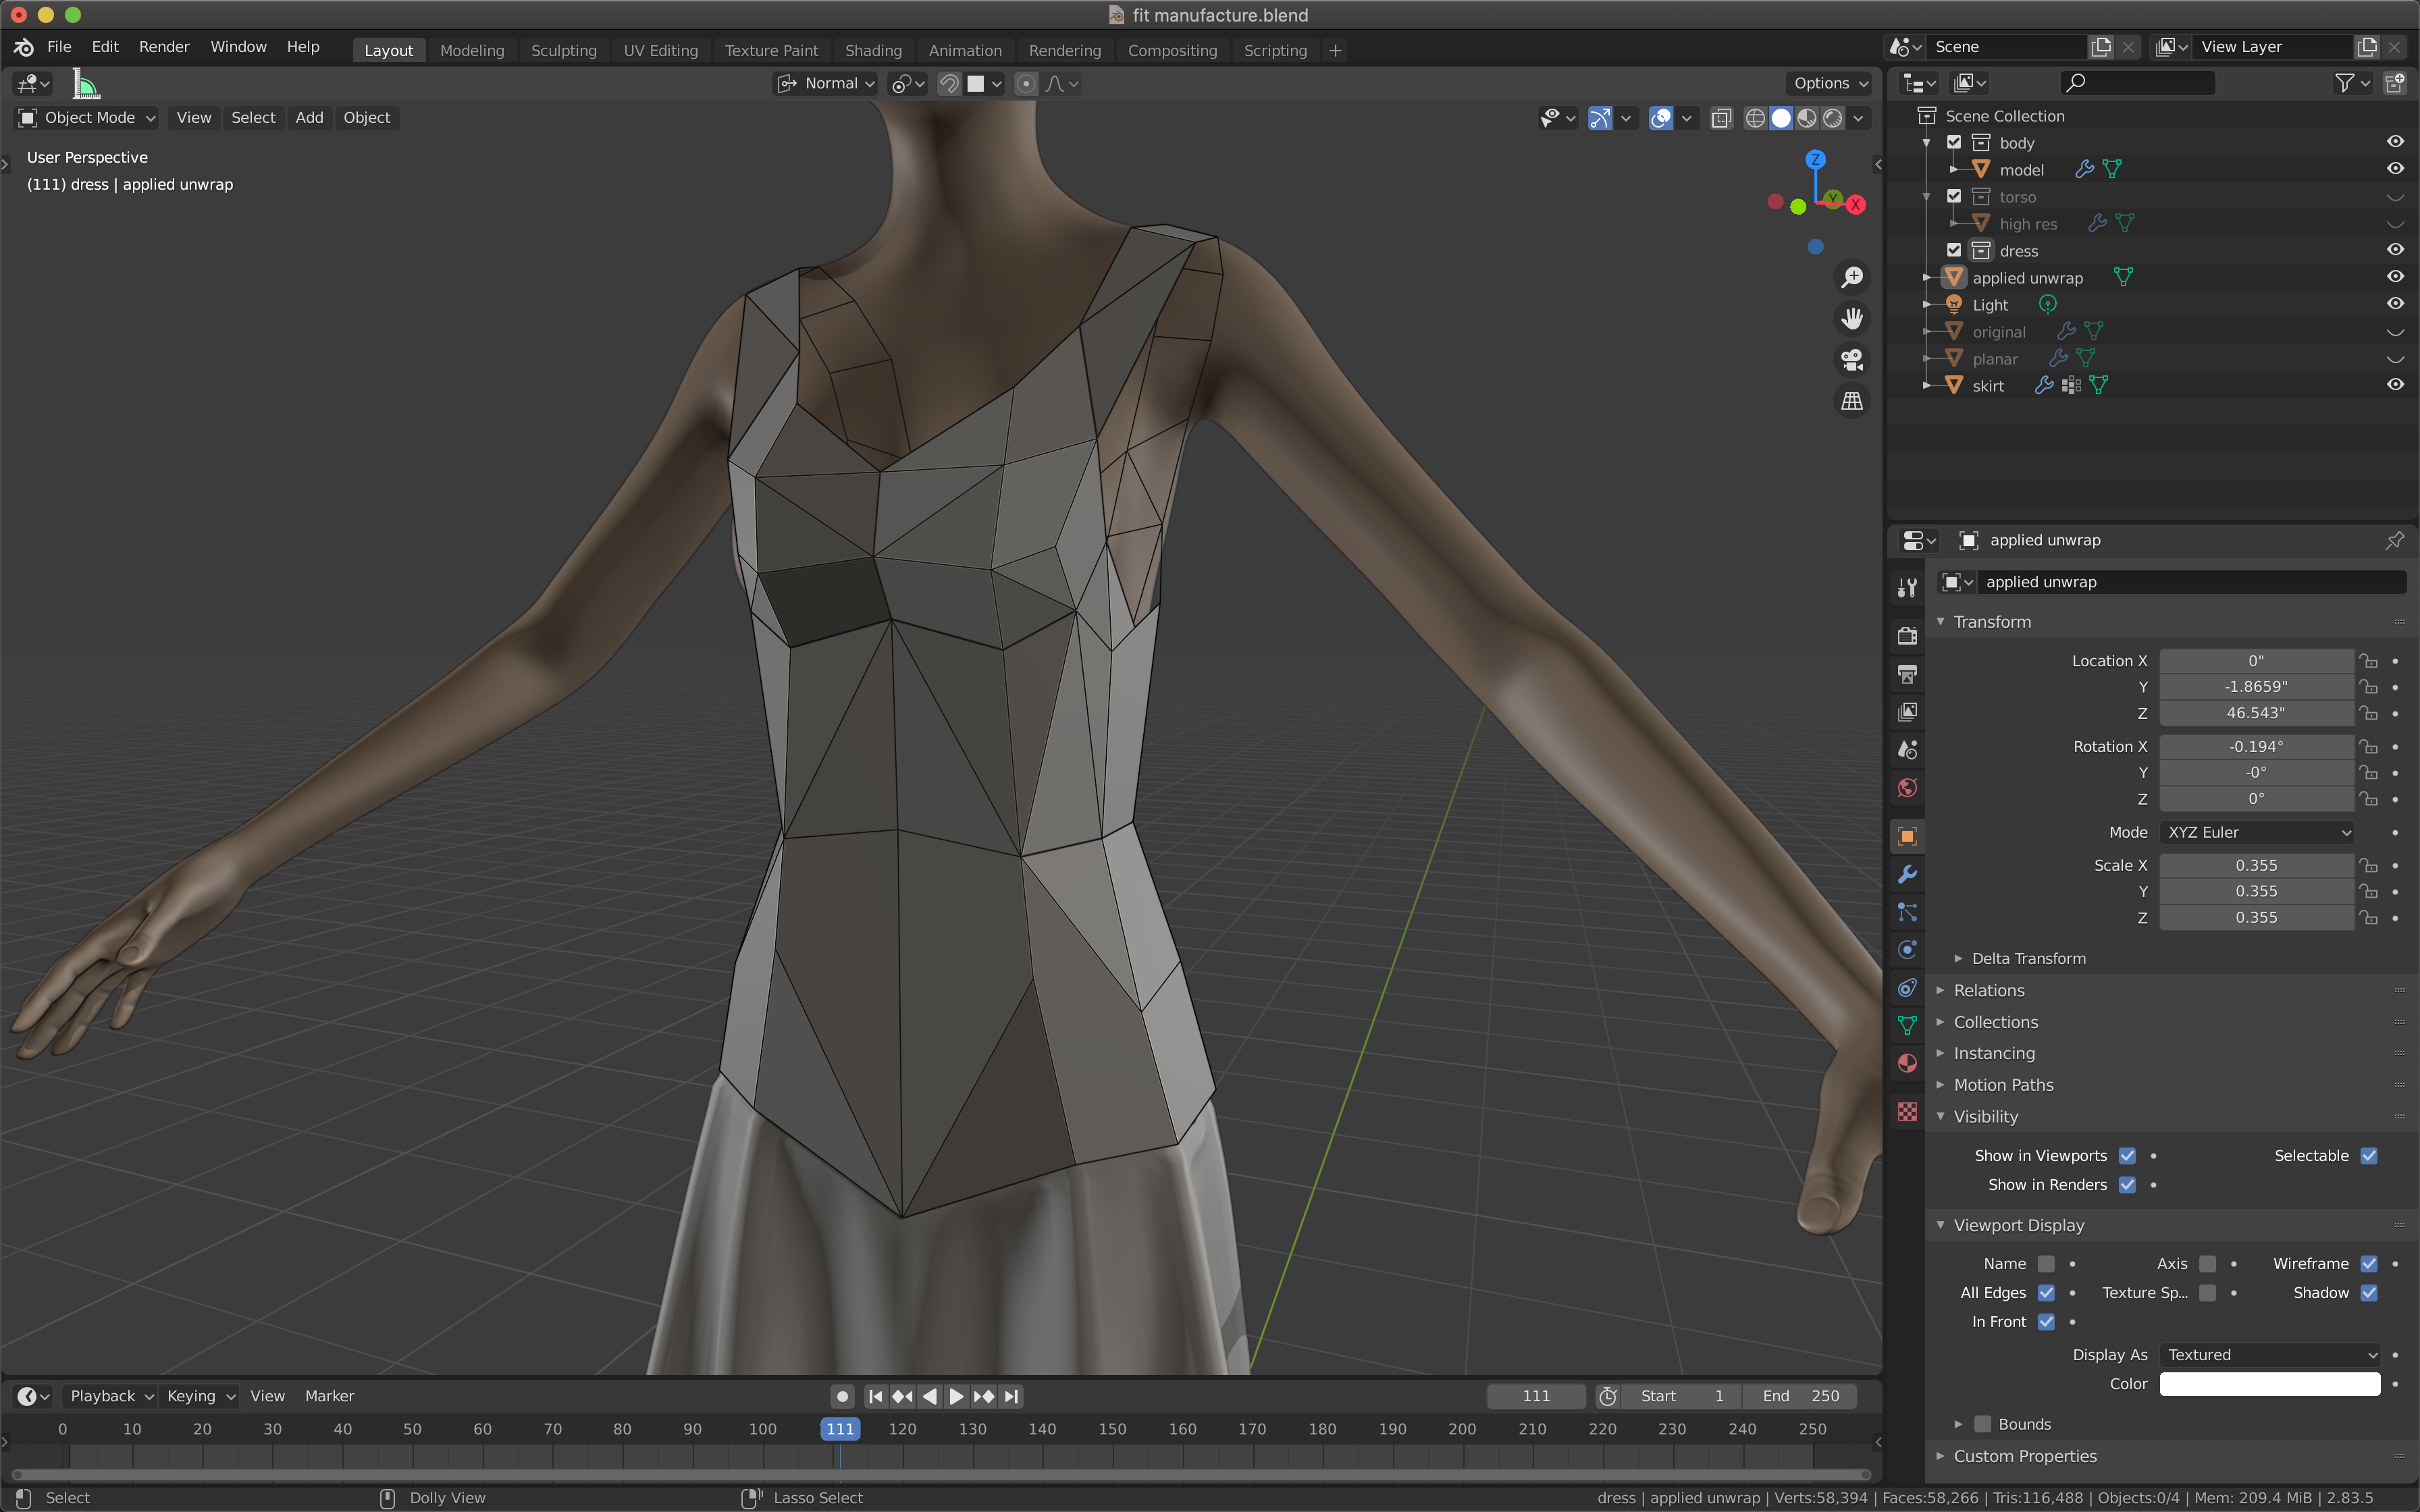 fit manufacture.blend
File Edit Render Window Help Layout Modeling Sculpting UV Editing Texture Paint Shading Animation Rendering Compositing Scripting + Scene View Layer
Normal Options
Object Mode View Select Add Object
User Perspective
(111) dress | applied unwrap
Z
Y
X
Scene Collection
body
model
torso
high res
dress
applied unwrap
Light
original
planar
skirt
applied unwrap
applied unwrap
Transform
Location X 0"
Y -1.8659"
Z 46.543"
Rotation X -0.194°
Y -0°
Z 0°
Mode XYZ Euler
Scale X 0.355
Y 0.355
Z 0.355
Delta Transform
Relations
Collections
Instancing
Motion Paths
Visibility
Show in Viewports Selectable
Show in Renders
Viewport Display
Name Axis Wireframe
All Edges Texture Sp... Shadow
In Front
Display As Textured
Color
Bounds
Custom Properties
Playback Keying View Marker 111 Start 1 End 250
0 10 20 30 40 50 60 70 80 90 100 111 120 130 140 150 160 170 180 190 200 210 220 230 240 250
Select Dolly View Lasso Select dress | applied unwrap | Verts:58,394 | Faces:58,266 | Tris:116,488 | Objects:0/4 | Mem: 209.4 MiB | 2.83.5